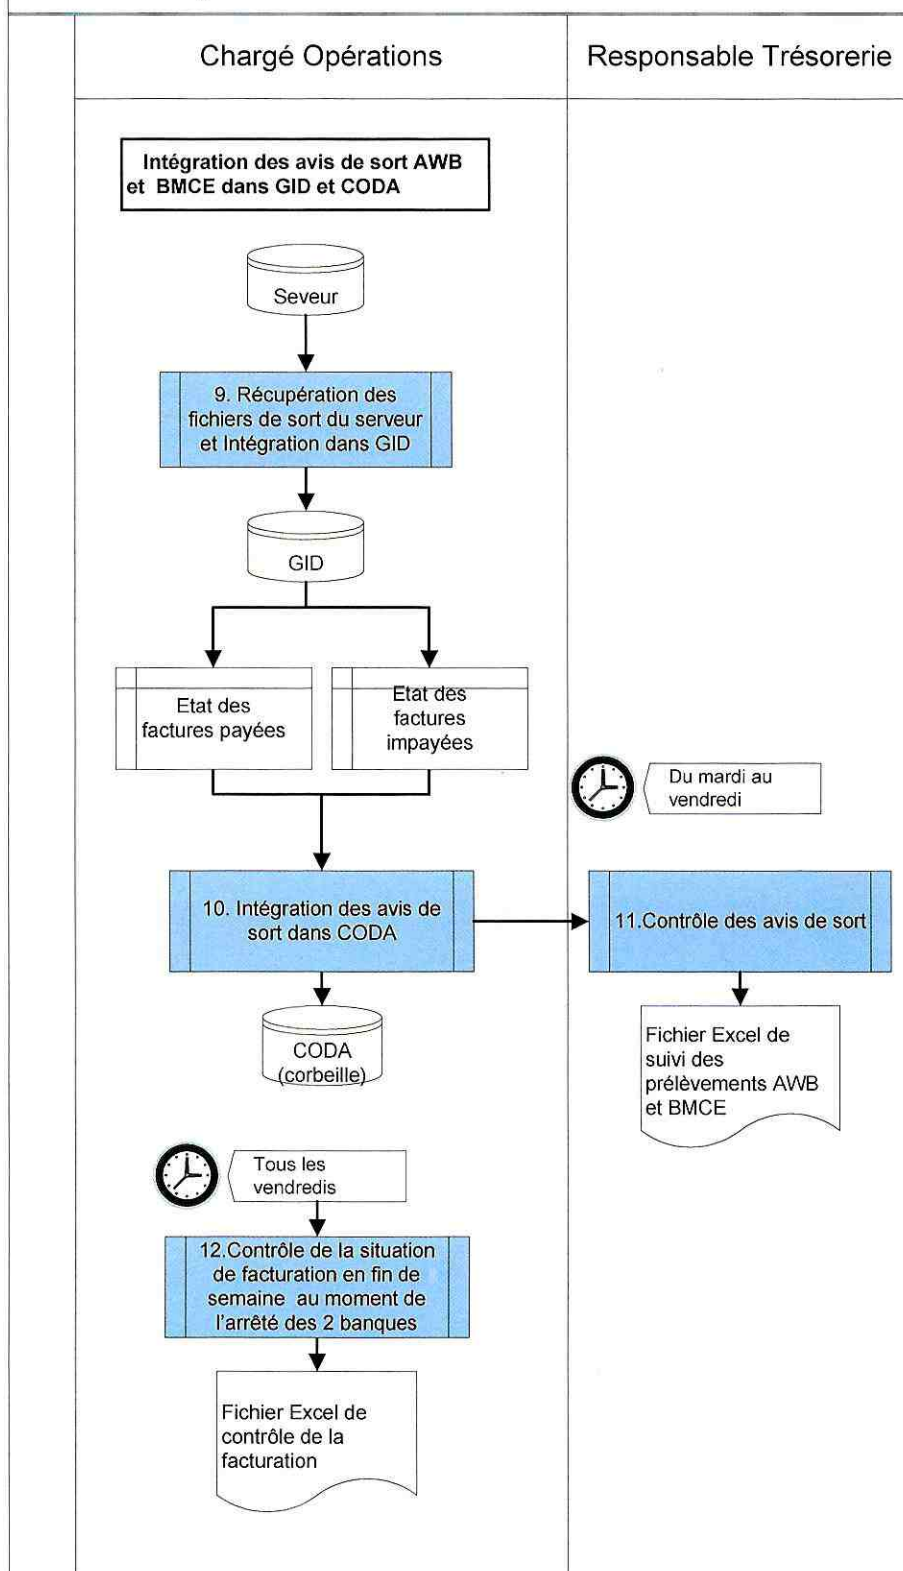 Chargé Opérations
Responsable Trésorerie
Intégration des avis de sort AWB
et BMCE dans GID et CODA
Seveur
9. Récupération des
fichiers de sort du serveur
et Intégration dans GID
GID
Etat des
factures payées
Etat des
factures
impayées
Du mardi au
vendredi
10. Intégration des avis de
sort dans CODA
11.Contrôle des avis de sort
CODA
(corbeille)
Fichier Excel de
suivi des
prélèvements AWB
et BMCE
Tous les
vendredis
12.Contrôle de la situation
de facturation en fin de
semaine au moment de
l'arrêté des 2 banques
Fichier Excel de
contrôle de la
facturation